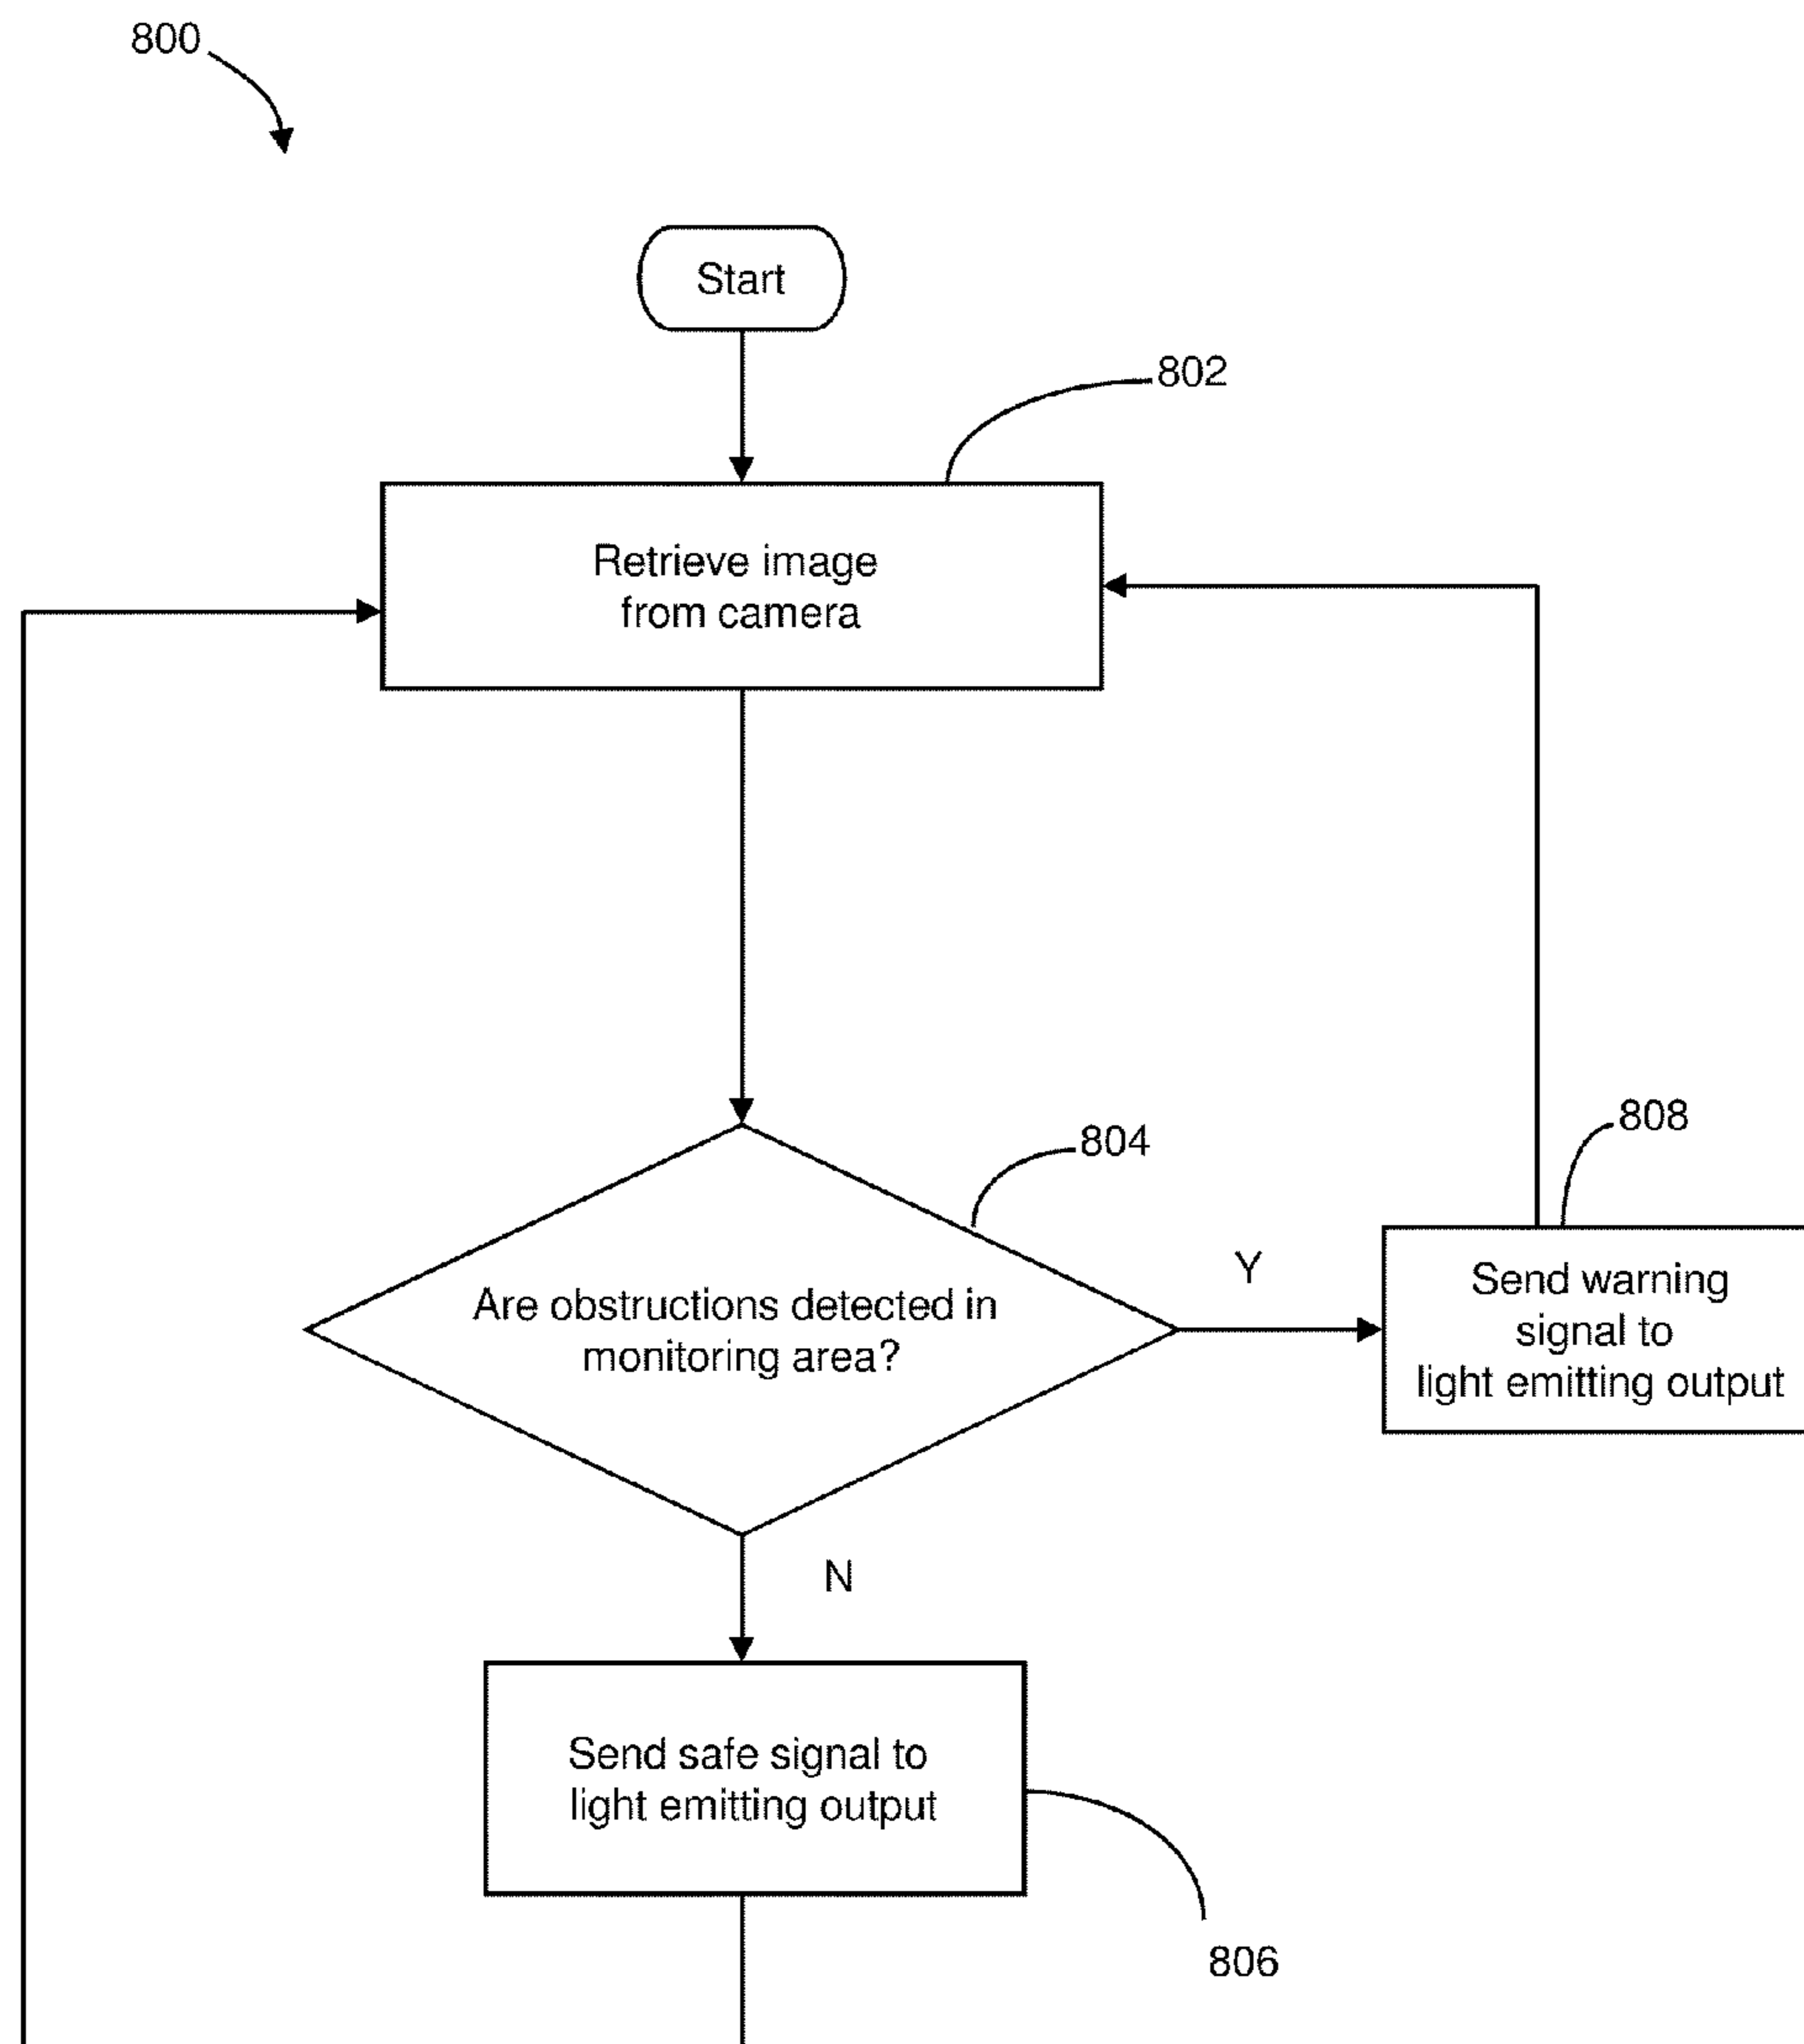 800
Start
802
Retrieve image
from camera
804
808
Are obstructions detected in
monitoring area?
Y
Send warning
signal to
light emitting output
N
Send safe signal to
light emitting output
806